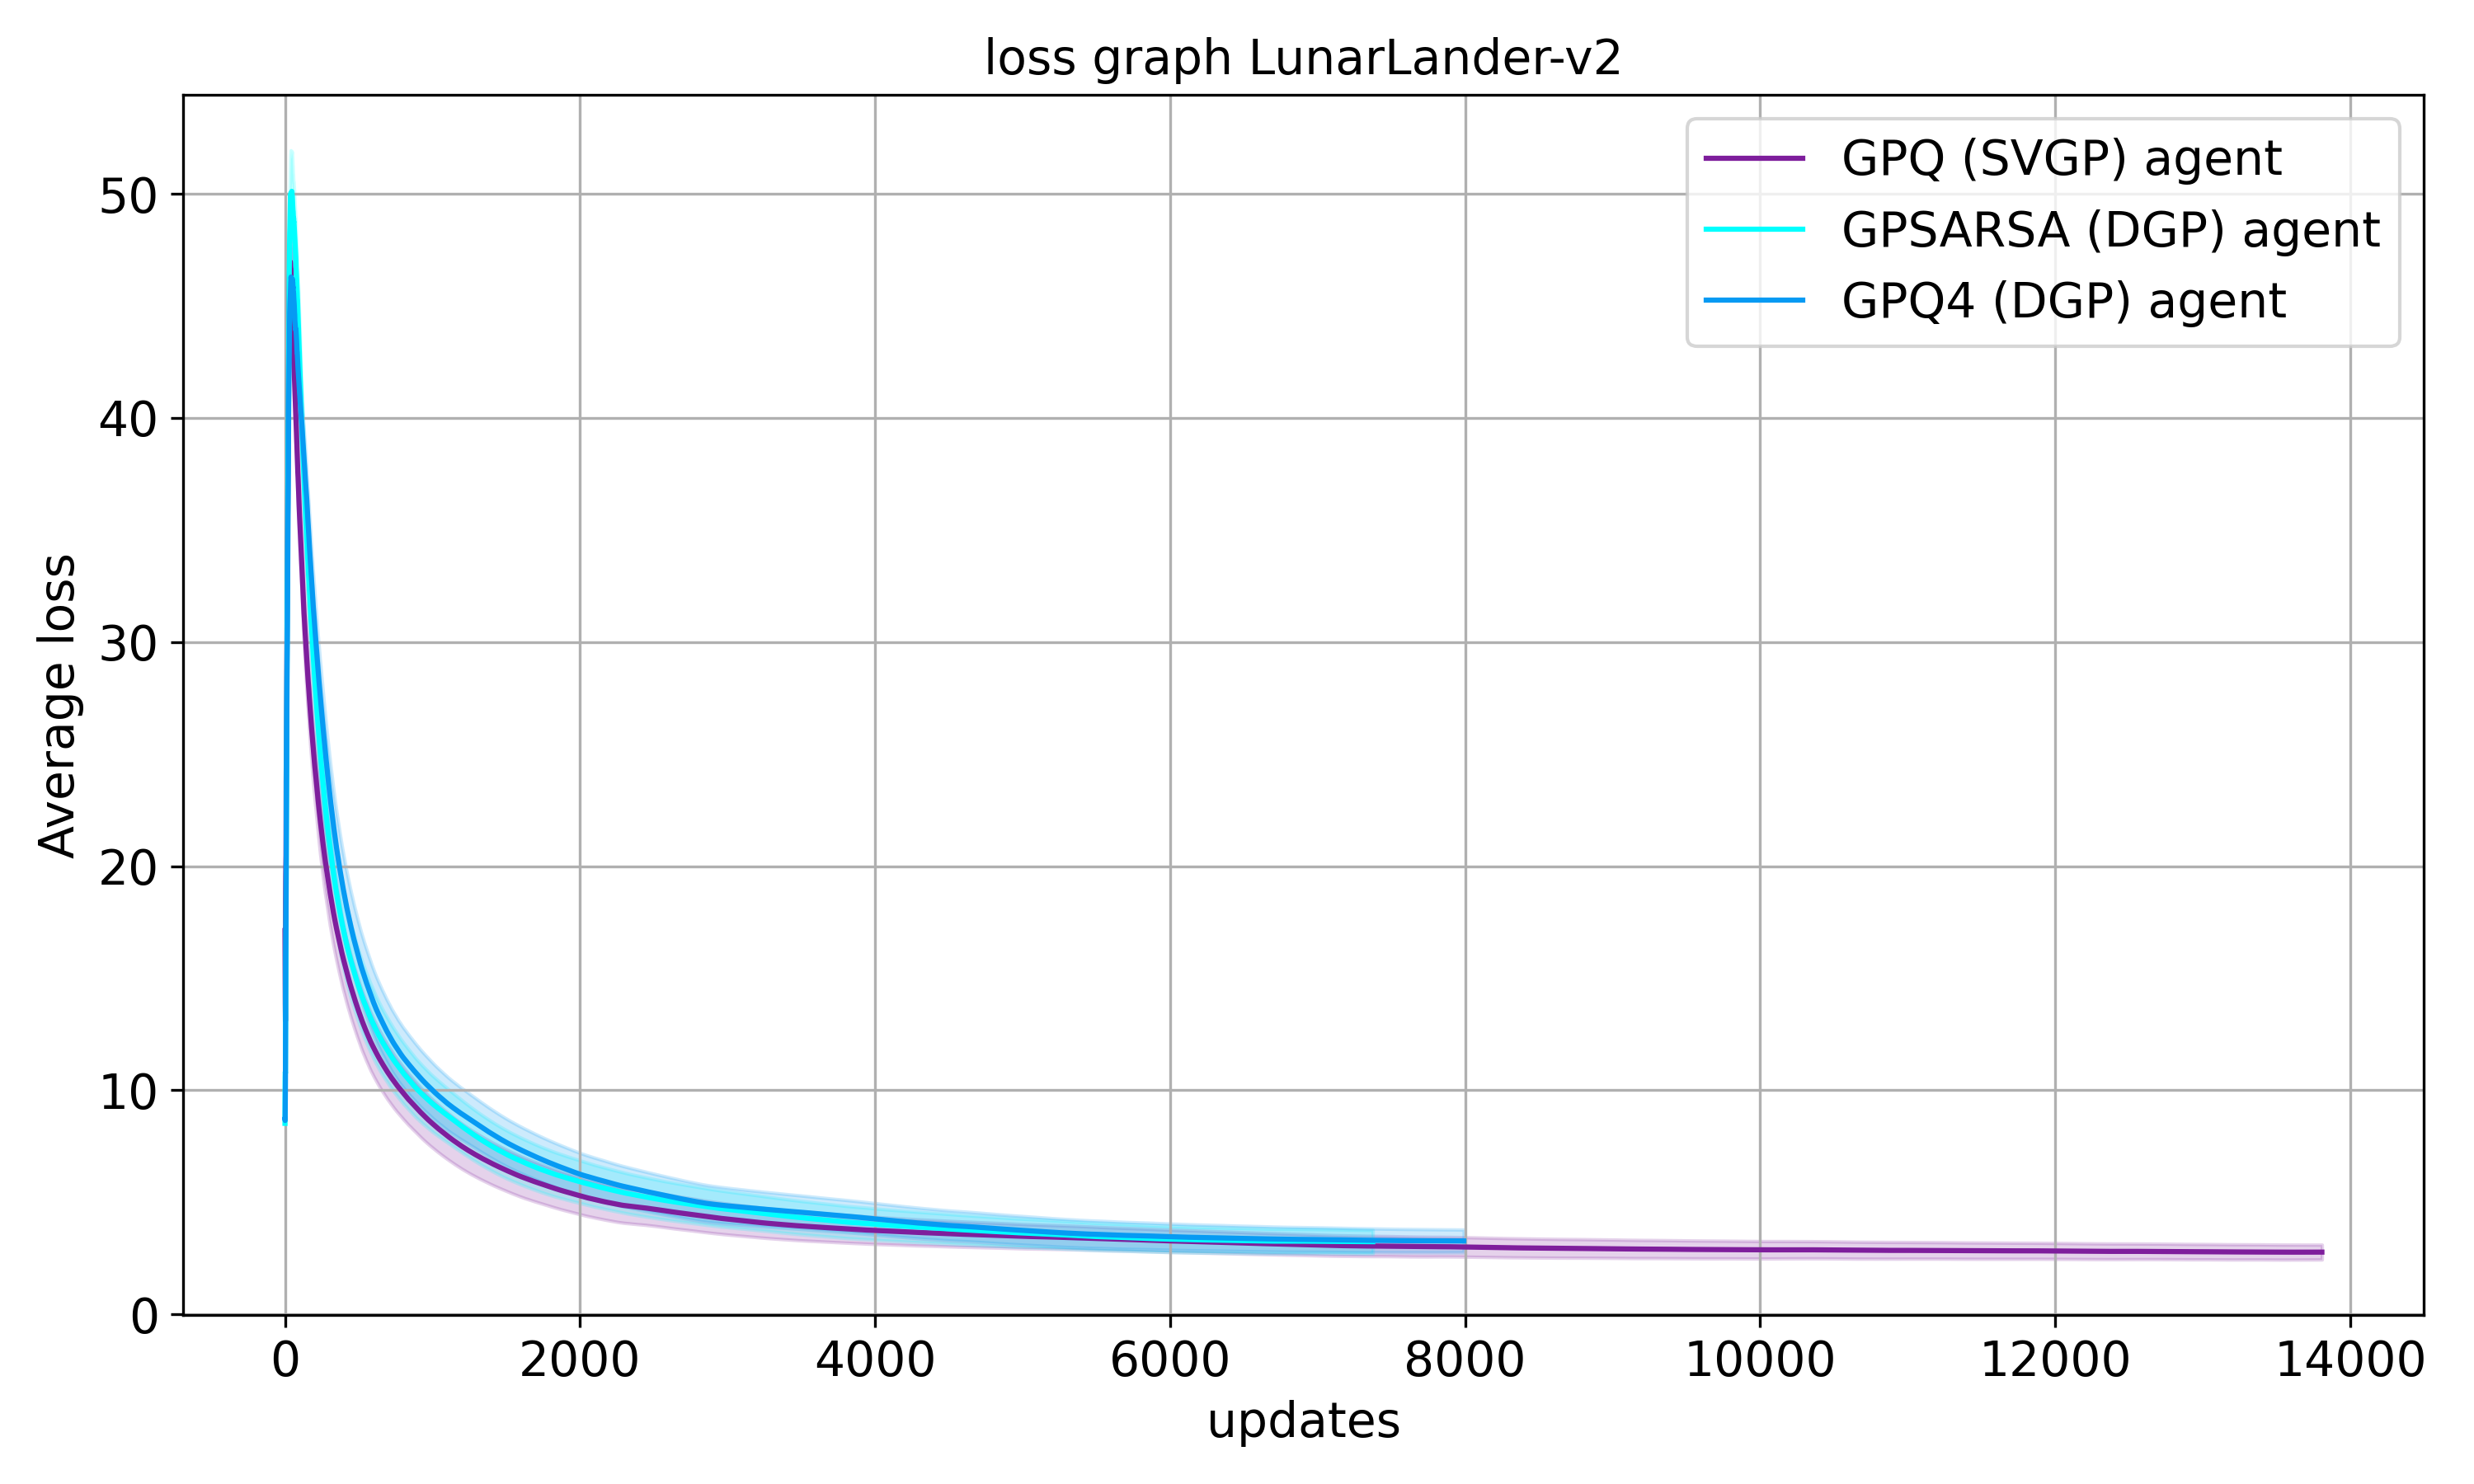 loss graph LunarLander-v2
GPQ (SVGP) agent
GPSARSA (DGP) agent
GPQ4 (DGP) agent
Average loss
50
40
30
20
10
0
0 2000 4000 6000 8000 10000 12000 14000
updates